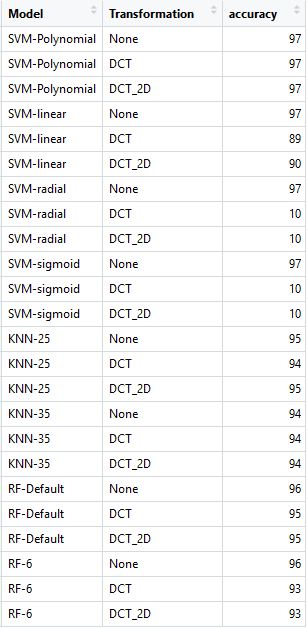 Model Transformation accuracy
SVM-Polynomial None 97
SVM-Polynomial DCT 97
SVM-Polynomial DCT_2D 97
SVM-linear None 97
SVM-linear DCT 89
SVM-linear DCT_2D 90
SVM-radial None 97
SVM-radial DCT 10
SVM-radial DCT_2D 10
SVM-sigmoid None 97
SVM-sigmoid DCT 10
SVM-sigmoid DCT_2D 10
KNN-25 None 95
KNN-25 DCT 94
KNN-25 DCT_2D 95
KNN-35 None 94
KNN-35 DCT 94
KNN-35 DCT_2D 94
RF-Default None 96
RF-Default DCT 95
RF-Default DCT_2D 95
RF-6 None 96
RF-6 DCT 93
RF-6 DCT_2D 93